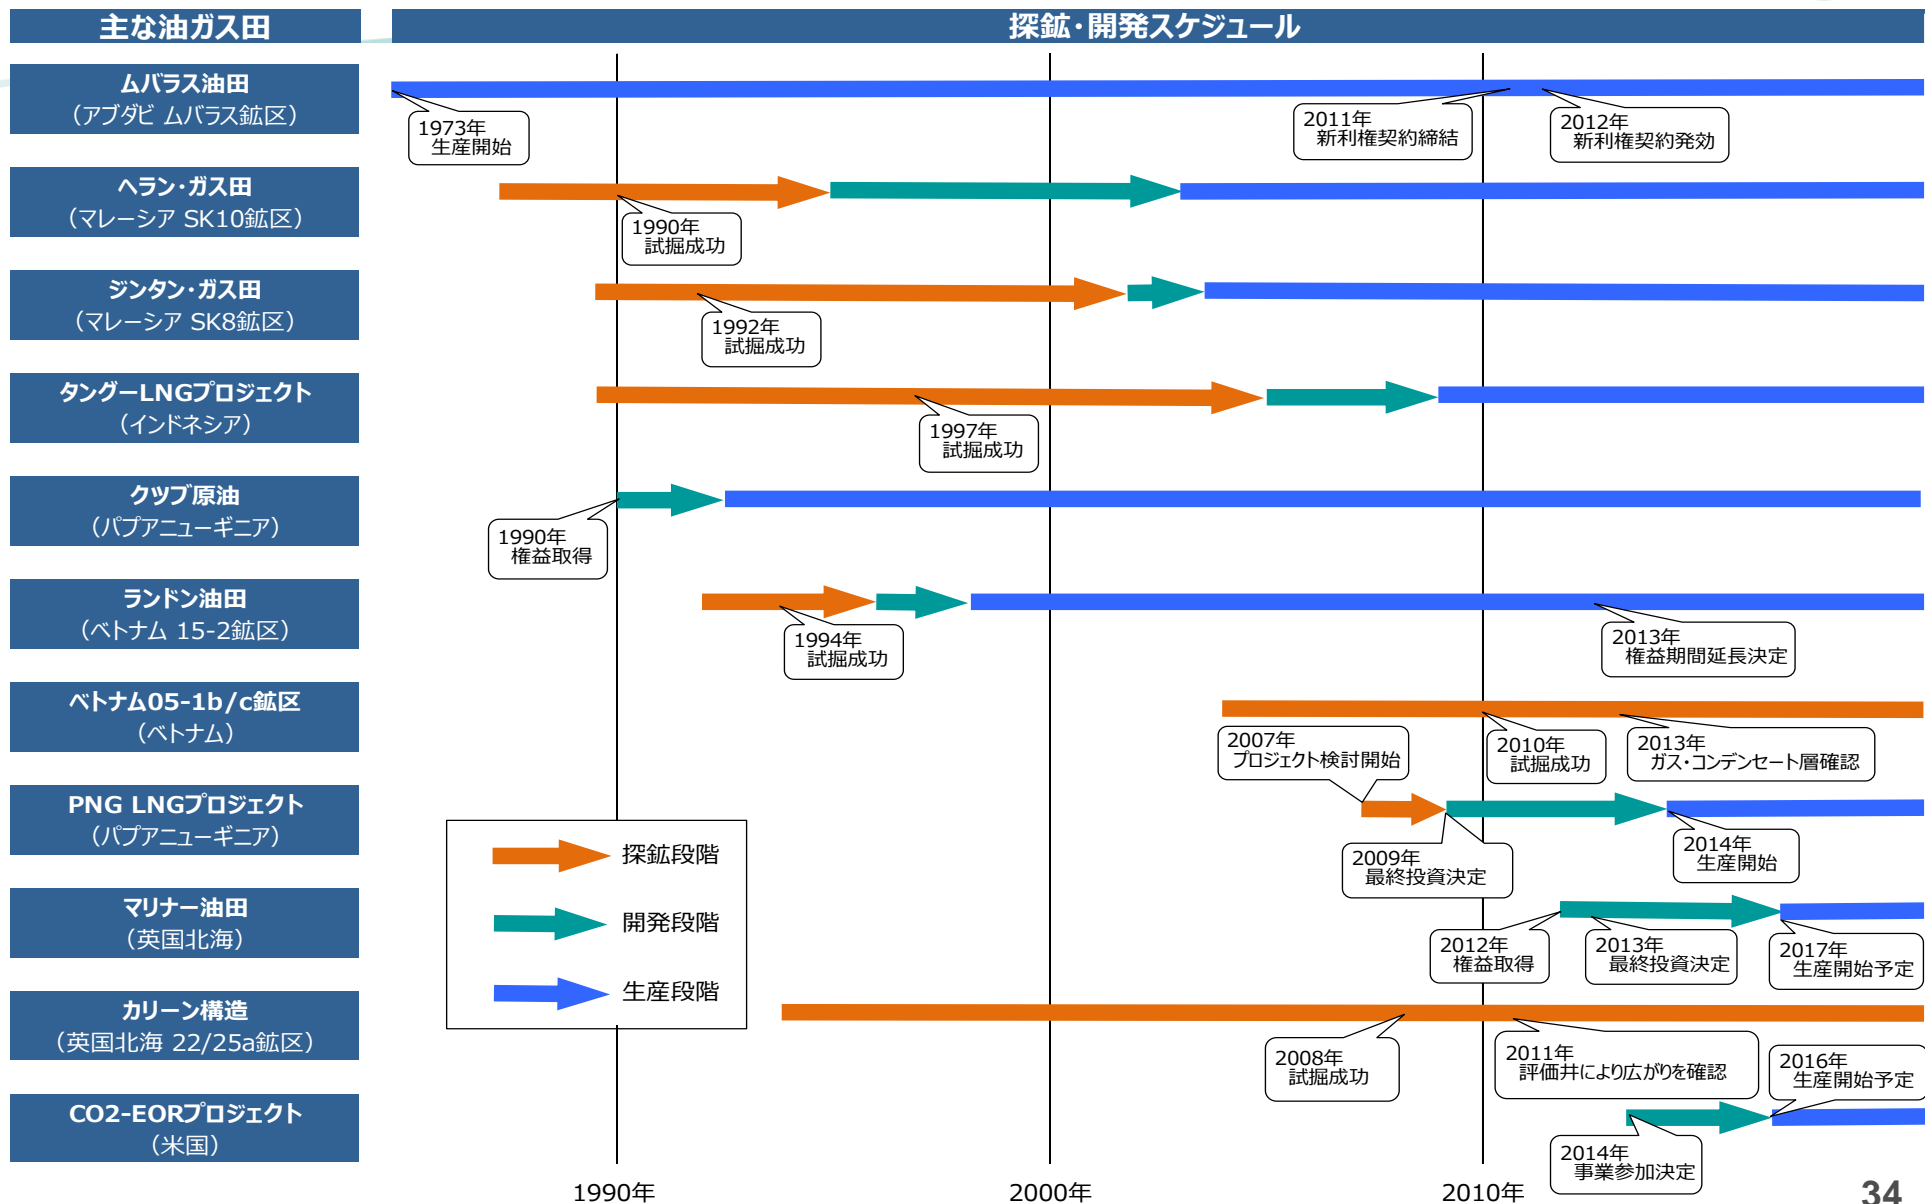 主な油ガス田
探鉱・開発スケジュール
ムバラス油田
（アブダビ ムバラス鉱区）
1973年
生産開始
2011年
新利権契約締結
2012年
新利権契約発効
ヘラン・ガス田
（マレーシア SK10鉱区）
1990年
試掘成功
ジンタン・ガス田
（マレーシア SK8鉱区）
1992年
試掘成功
タングーLNGプロジェクト
（インドネシア）
1997年
試掘成功
クツブ原油
（パプアニューギニア）
1990年
権益取得
ランドン油田
（ベトナム 15-2鉱区）
1994年
試掘成功
2013年
権益期間延長決定
ベトナム05-1b/c鉱区
（ベトナム）
2010年
試掘成功
2013年
ガス・コンデンセート層確認
PNG LNGプロジェクト
（パプアニューギニア）
2007年
プロジェクト検討開始
2009年
最終投資決定
2014年
生産開始
マリナー油田
（英国北海）
2012年
権益取得
2013年
最終投資決定
2017年
生産開始予定
カリーン構造
（英国北海 22/25a鉱区）
2008年
試掘成功
2011年
評価井により広がりを確認
CO2-EORプロジェクト
（米国）
2014年
事業参加決定
2016年
生産開始予定
探鉱段階
開発段階
生産段階
1990年
2000年
2010年
34